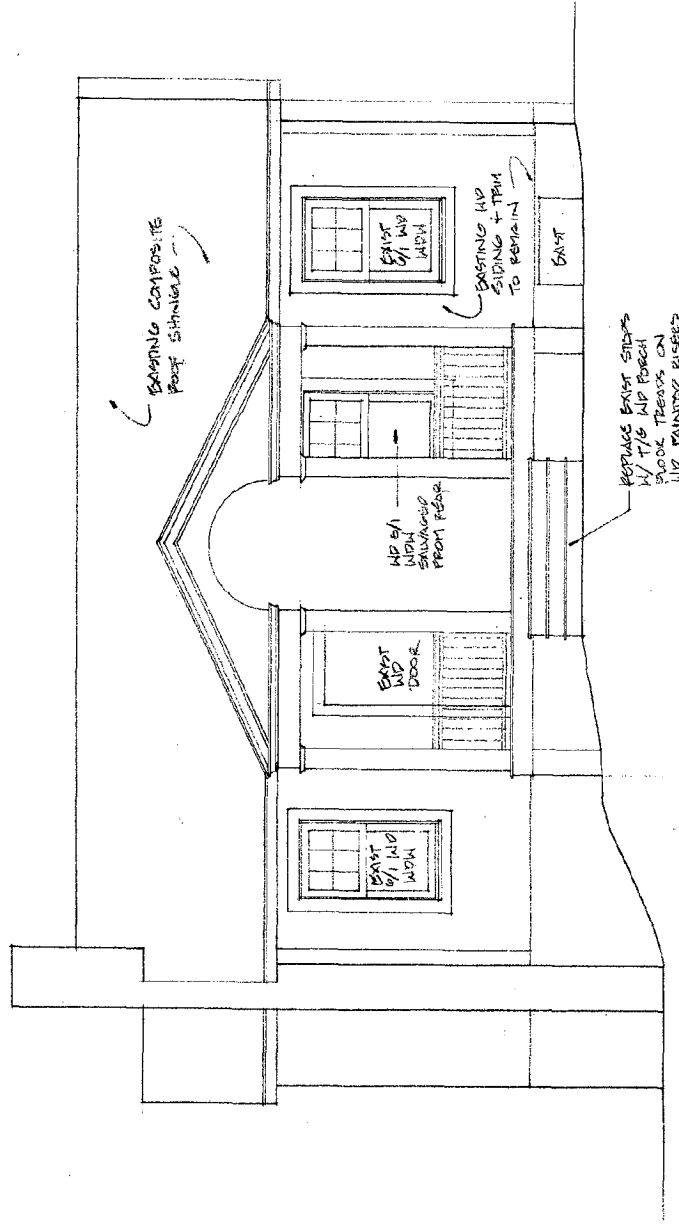 EXISTING COMPOSITE
ROOF SHINGLE
EXIST
6/1 WD
WDW
EXIST
WD
DOOR
WD 6/1
WDW
SALVAGED
FROM REAR
EXIST
6/1 WD
WDW
EXISTING WD
SIDING + TRIM
TO REMAIN
EXIST
REPLACE EXIST STEPS
W/ T/G WD PORCH
FLOOR TREADS ON
WD PAINTED RISERS